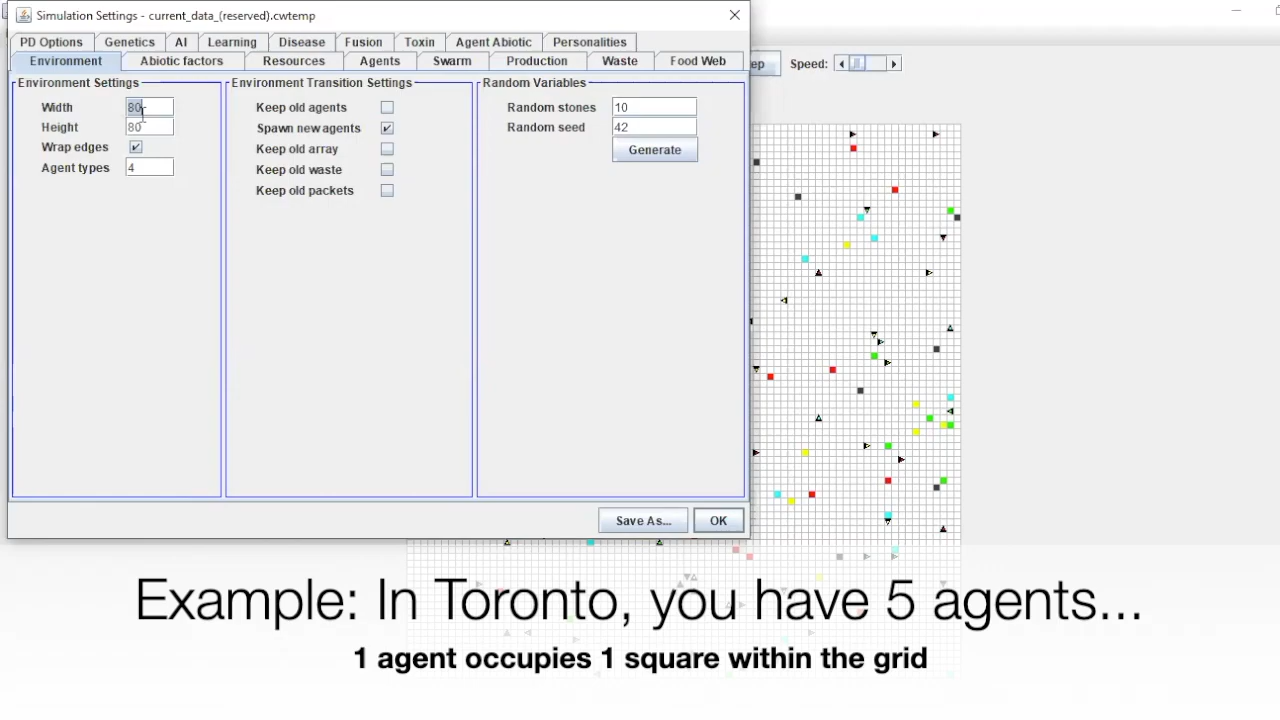 Simulation Settings - current_data_(reserved).cwtemp
PD Options Genetics AI Learning Disease Fusion Toxin Agent Abiotic Personalities
Environment Abiotic factors Resources Agents Swarm Production Waste Food Web
Environment Settings
Width 80
Height 80
Wrap edges
Agent types 4
Environment Transition Settings
Keep old agents
Spawn new agents
Keep old array
Keep old waste
Keep old packets
Random Variables
Random stones 10
Random seed 42
Generate
Save As... OK
ep Speed:
Example: In Toronto, you have 5 agents...
1 agent occupies 1 square within the grid